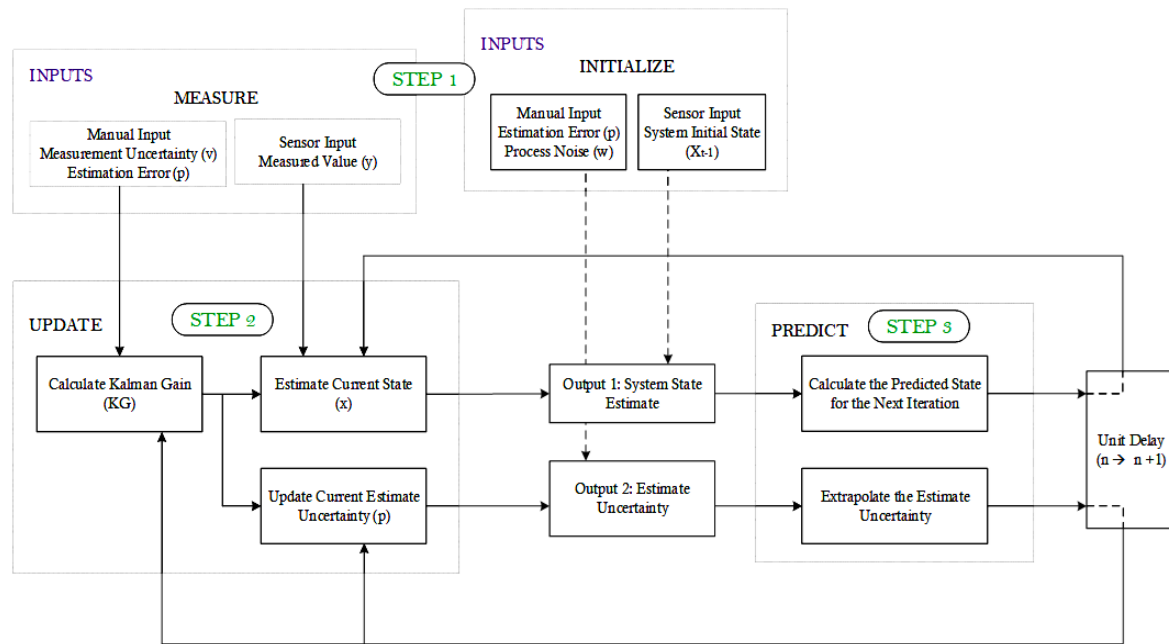 INPUTS
MEASURE
Manual Input
Measurement Uncertainty (v)
Estimation Error (p)
Sensor Input
Measured Value (y)
STEP 1
INPUTS
INITIALIZE
Manual Input
Estimation Error (p)
Process Noise (w)
Sensor Input
System Initial State
(Xt-1)
UPDATE
STEP 2
Calculate Kalman Gain
(KG)
Estimate Current State
(x)
Update Current Estimate
Uncertainty (p)
Output 1: System State
Estimate
Output 2: Estimate
Uncertainty
PREDICT
STEP 3
Calculate the Predicted State
for the Next Iteration
Extrapolate the Estimate
Uncertainty
Unit Delay
(n → n +1)